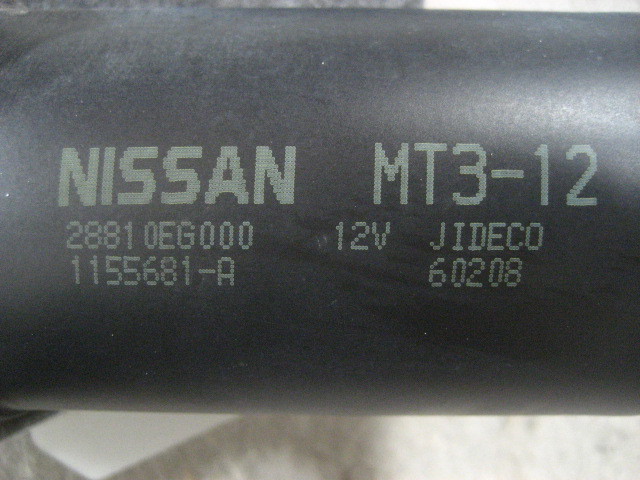 NISSAN MT3-12
28810EG000 12V JIDECO
1155681-A 60208